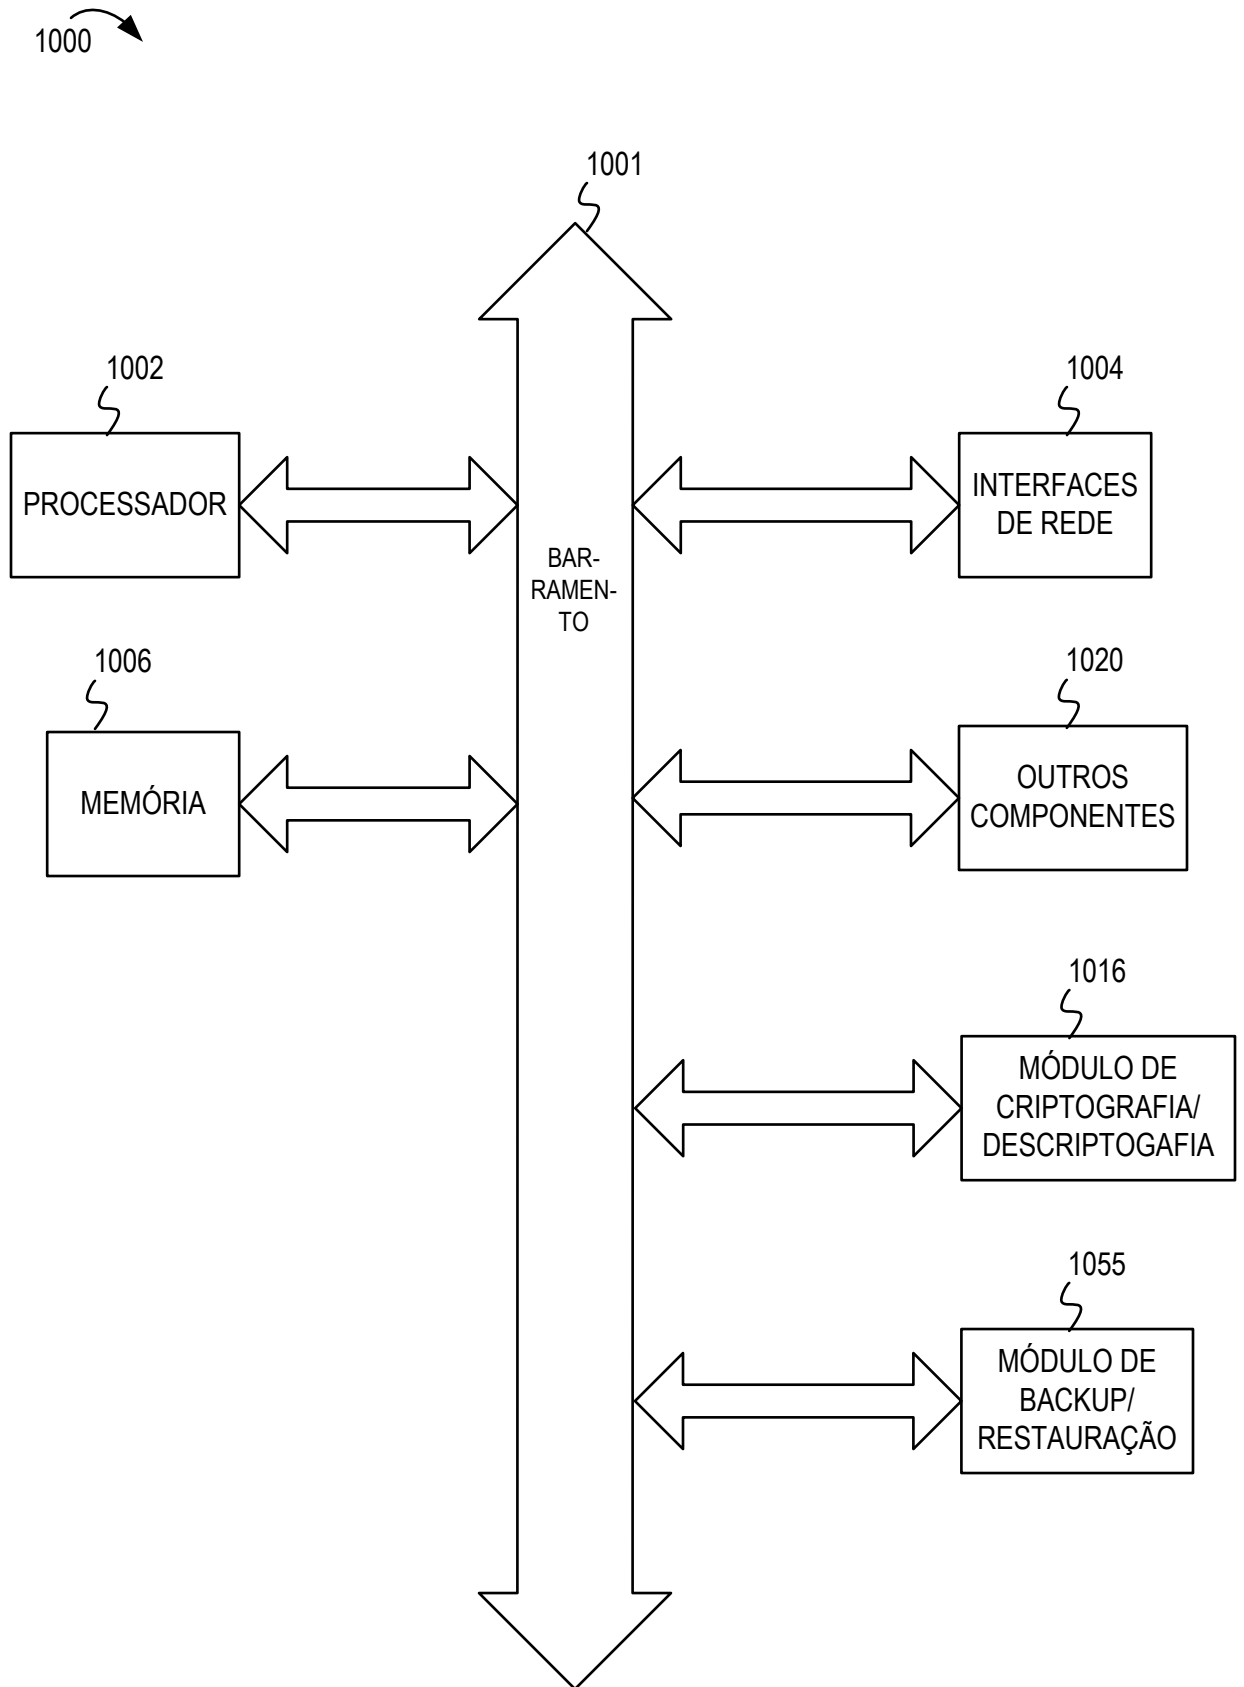 1000
1001
1002
PROCESSADOR
1004
INTERFACES
DE REDE
BAR-
RAMEN-
TO
1006
MEMÓRIA
1020
OUTROS
COMPONENTES
1016
MÓDULO DE
CRIPTOGRAFIA/
DESCRIPTOGAFIA
1055
MÓDULO DE
BACKUP/
RESTAURAÇÃO